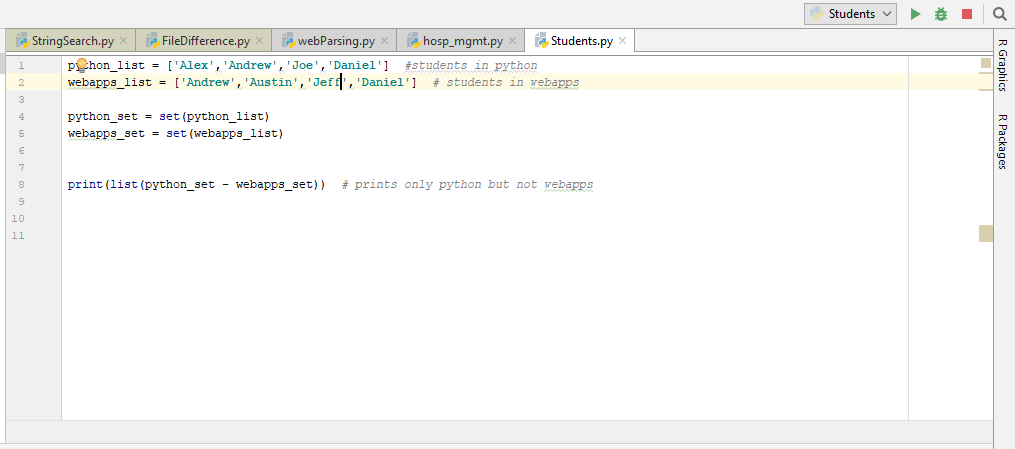 Students
StringSearch.py FileDifference.py webParsing.py hosp_mgmt.py Students.py
1 python_list = ['Alex','Andrew','Joe','Daniel'] #students in python
2 webapps_list = ['Andrew','Austin','Jeff','Daniel'] # students in webapps
3
4 python_set = set(python_list)
5 webapps_set = set(webapps_list)
6
7
8 print(list(python_set - webapps_set)) # prints only python but not webapps
9
10
11
R Graphics
R Packages